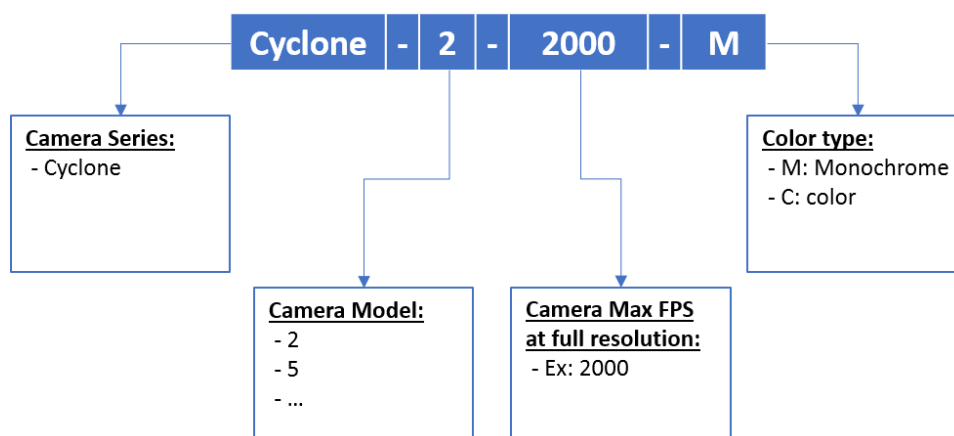 Cyclone - 2 - 2000 - M
Camera Series:
- Cyclone
Color type:
- M: Monochrome
- C: color
Camera Model:
- 2
- 5
- ...
Camera Max FPS
at full resolution:
- Ex: 2000